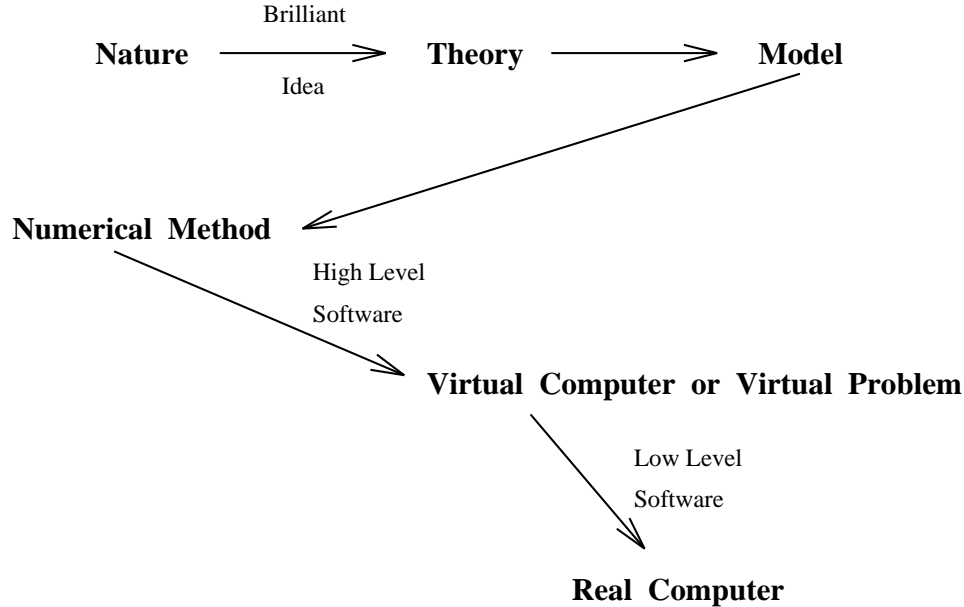 Brilliant
Nature Theory Model
Idea
Numerical Method
High Level
Software
Virtual Computer or Virtual Problem
Low Level
Software
Real Computer